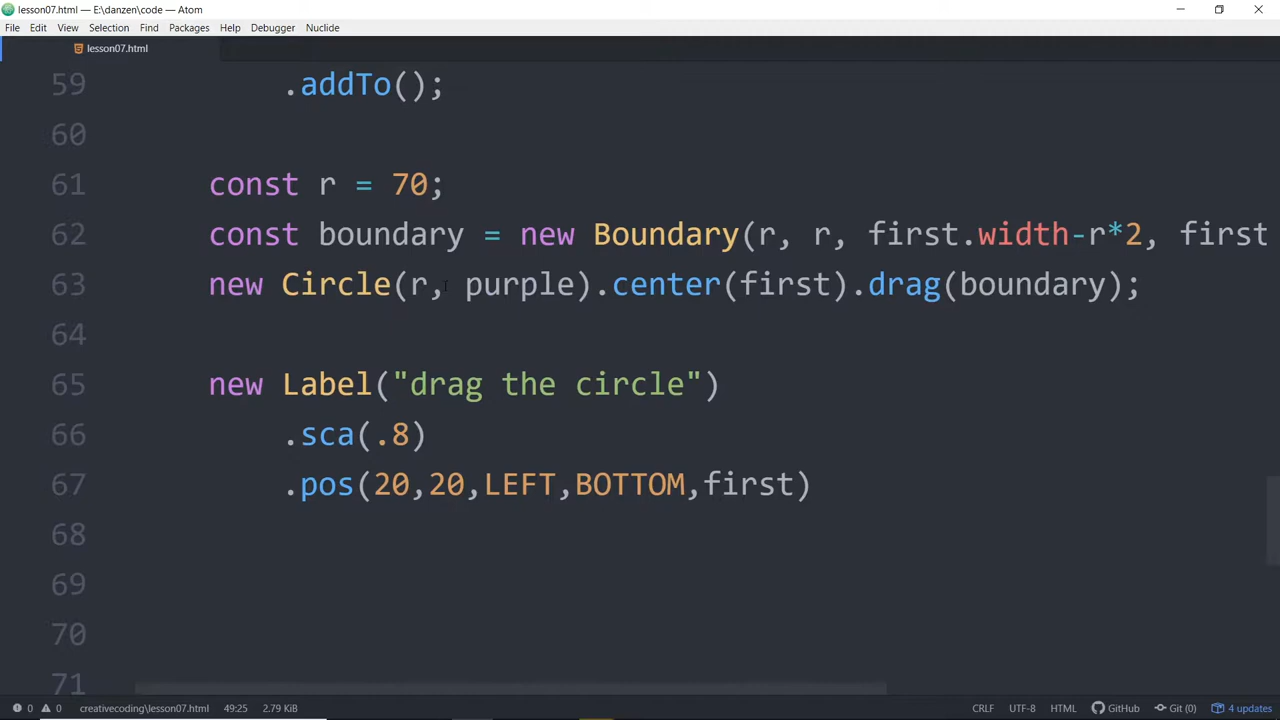 lesson07.html — E:\danzen\code — Atom
File Edit View Selection Find Packages Help Debugger Nuclide
lesson07.html
59 .addTo();
60
61 const r = 70;
62 const boundary = new Boundary(r, r, first.width-r*2, first
63 new Circle(r, purple).center(first).drag(boundary);
64
65 new Label("drag the circle")
66 .sca(.8)
67 .pos(20,20,LEFT,BOTTOM,first)
68
69
70
71
0 0 creativecoding\lesson07.html 49:25 2.79 KiB CRLF UTF-8 HTML GitHub Git (0) 4 updates